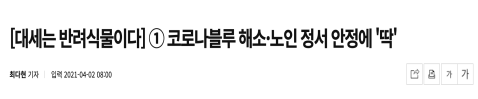 [대세는 반려식물이다] ① 코로나블루 해소·노인 정서 안정에 '딱'
최다현 기자 | 입력 2021-04-02 08:00 가 가